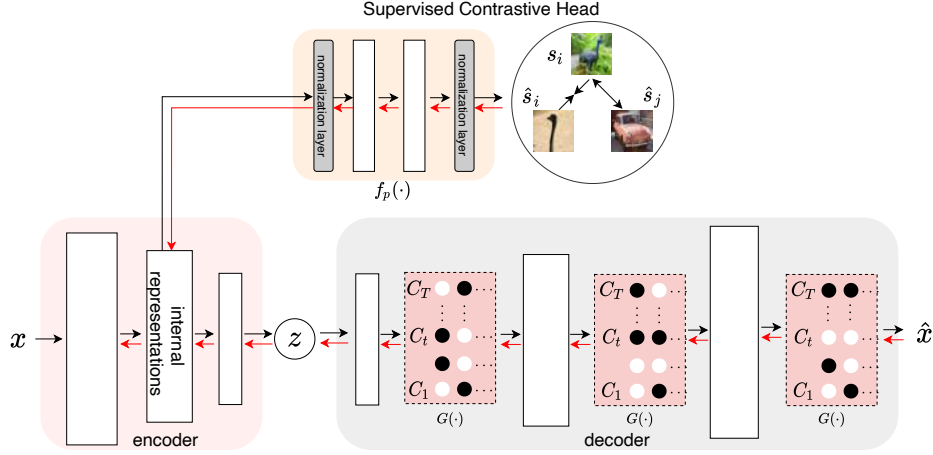 Supervised Contrastive Head
normalization layer
normalization layer
s_i
ŝ_i
ŝ_j
f_p(·)
x
internal
representations
z
C_T
C_t
C_1
G(·)
C_T
C_t
C_1
G(·)
C_T
C_t
C_1
G(·)
x̂
encoder
decoder